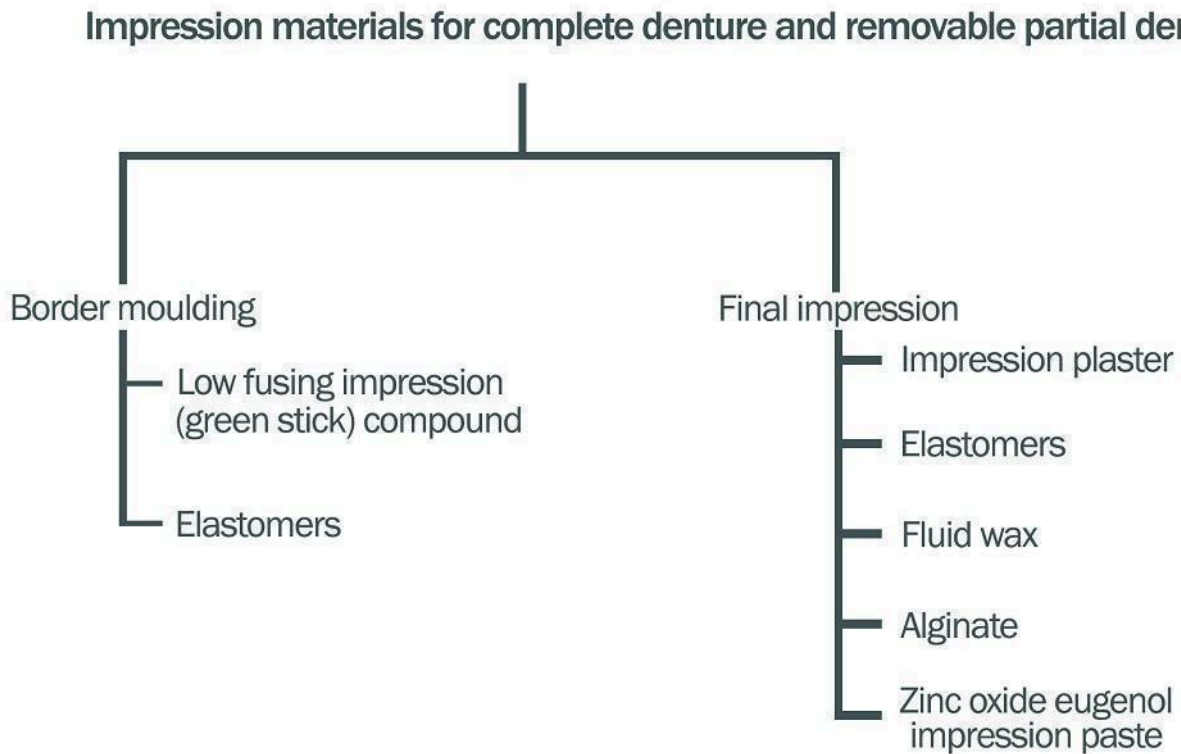 Impression materials for complete denture and removable partial
Border moulding
Low fusing impression
(green stick) compound
Elastomers
Final impression
Impression plaster
Elastomers
Fluid wax
Alginate
Zinc oxide eugenol
impression paste